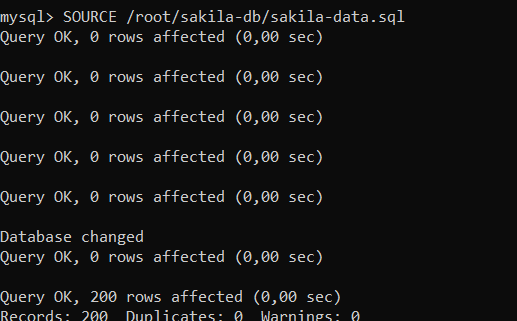 mysql> SOURCE /root/sakila-db/sakila-data.sql
Query OK, 0 rows affected (0,00 sec)
Query OK, 0 rows affected (0,00 sec)
Query OK, 0 rows affected (0,00 sec)
Query OK, 0 rows affected (0,00 sec)
Query OK, 0 rows affected (0,00 sec)
Database changed
Query OK, 0 rows affected (0,00 sec)
Query OK, 200 rows affected (0,00 sec)
Records: 200  Duplicates: 0  Warnings: 0